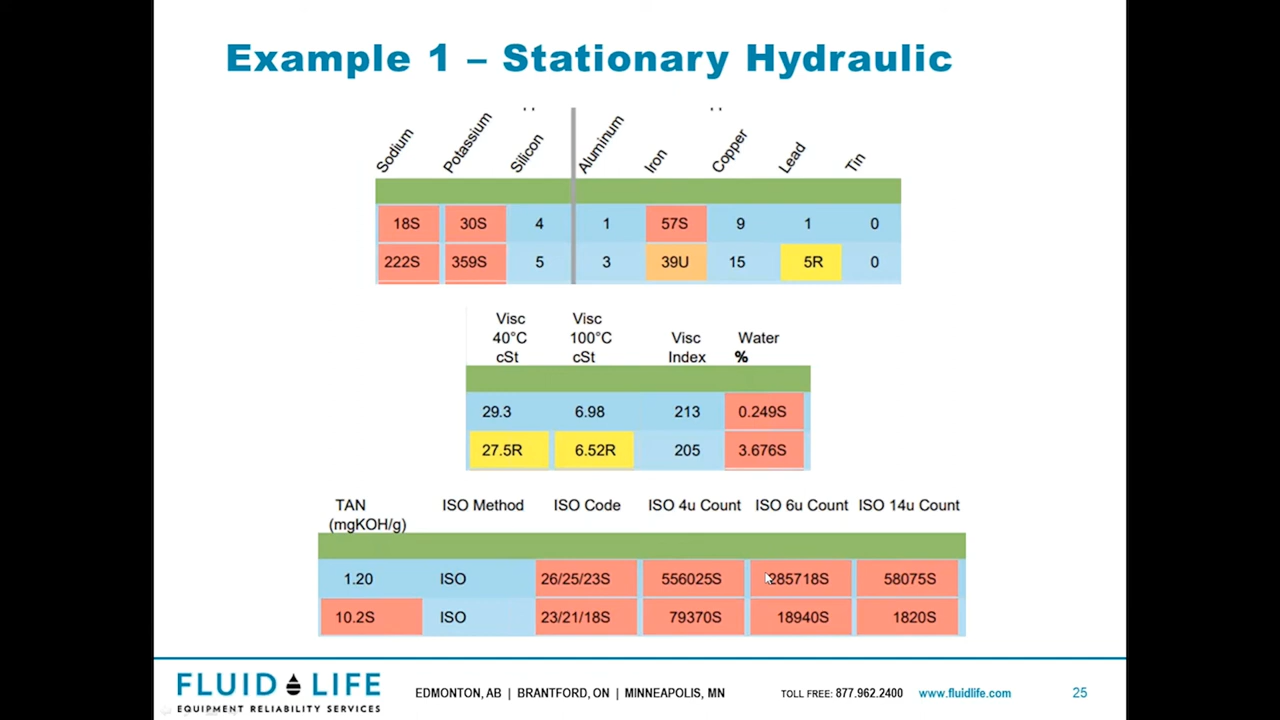 Example 1 – Stationary Hydraulic
Sodium Potassium Silicon Aluminum Iron Copper Lead Tin
18S 30S 4 1 57S 9 1 0
222S 359S 5 3 39U 15 5R 0
Visc Visc
40°C 100°C Visc Water
cSt cSt Index %
29.3 6.98 213 0.249S
27.5R 6.52R 205 3.676S
TAN ISO Method ISO Code ISO 4u Count ISO 6u Count ISO 14u Count
(mgKOH/g)
1.20 ISO 26/25/23S 556025S 285718S 58075S
10.2S ISO 23/21/18S 79370S 18940S 1820S
FLUID LIFE
EQUIPMENT RELIABILITY SERVICES
EDMONTON, AB | BRANTFORD, ON | MINNEAPOLIS, MN TOLL FREE: 877.962.2400 www.fluidlife.com 25